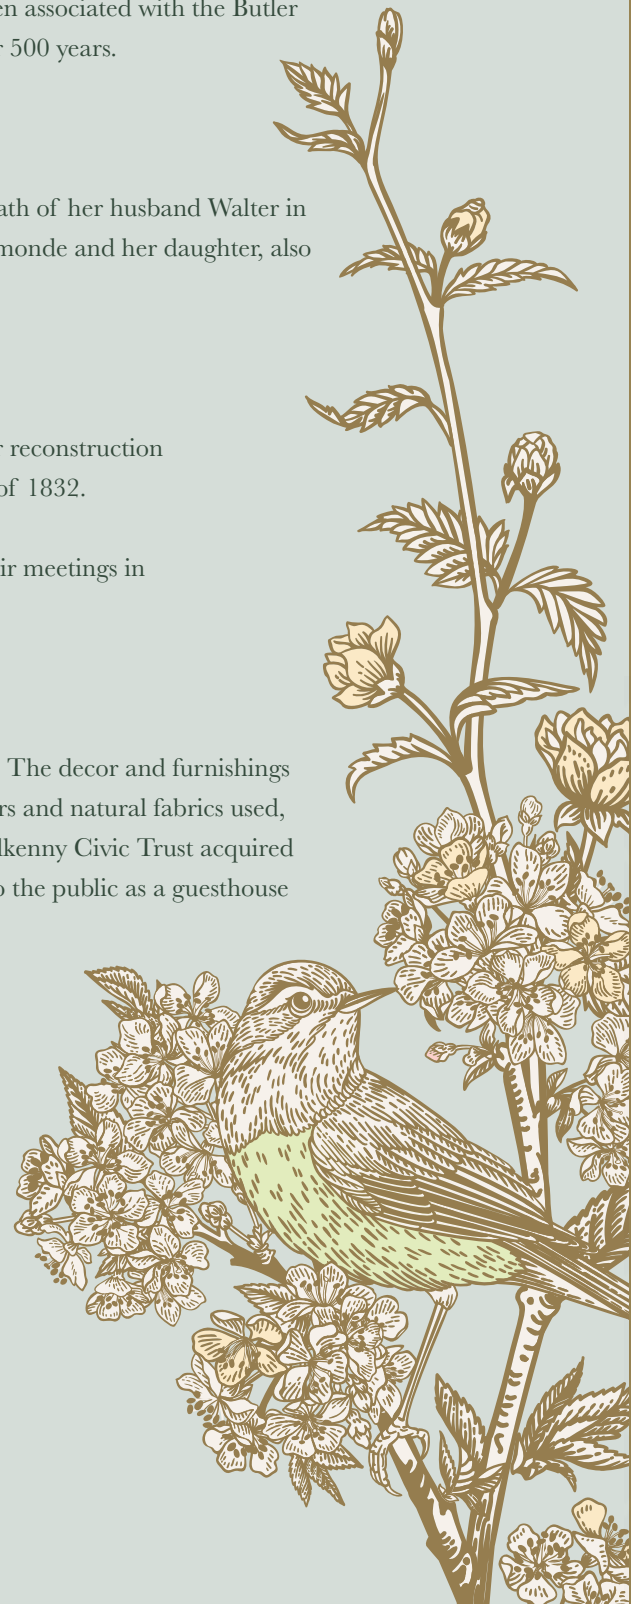 en associated with the Butler
r 500 years.
ath of her husband Walter in
monde and her daughter, also
r reconstruction
of 1832.
ir meetings in
The decor and furnishings
rs and natural fabrics used,
lkenny Civic Trust acquired
o the public as a guesthouse